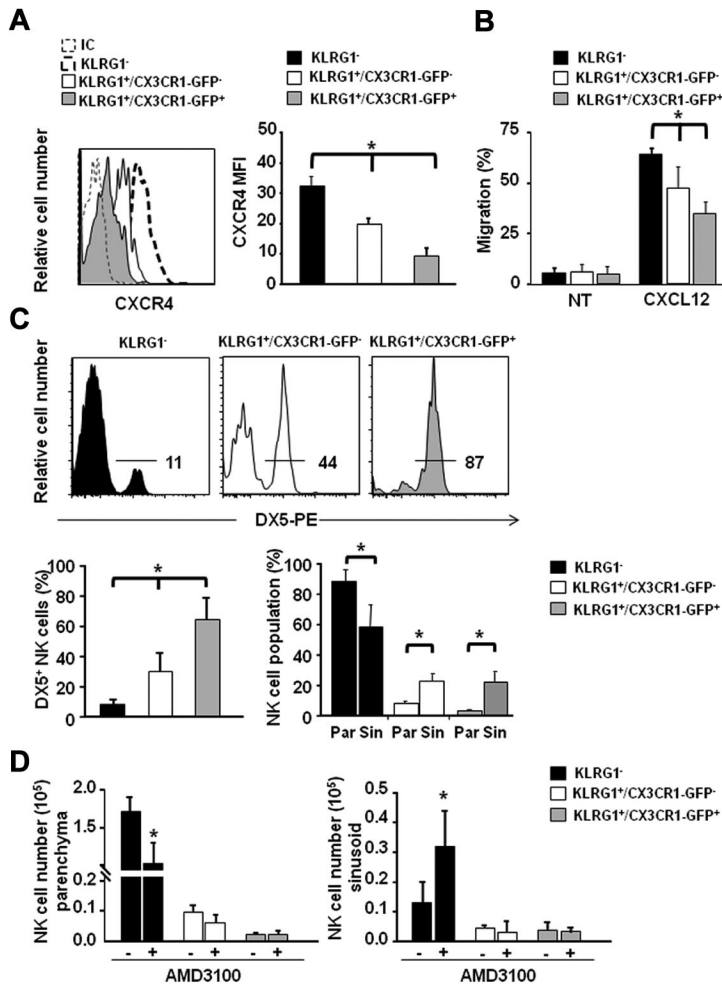 A
IC
KLRG1-
KLRG1+/CX3CR1-GFP-
KLRG1+/CX3CR1-GFP+
Relative cell number
CXCR4
KLRG1-
KLRG1+/CX3CR1-GFP-
KLRG1+/CX3CR1-GFP+
CXCR4 MFI
50
40
30
20
10
0
*
B
KLRG1-
KLRG1+/CX3CR1-GFP-
KLRG1+/CX3CR1-GFP+
Migration (%)
75
50
25
0
*
NT CXCL12
C
KLRG1- KLRG1+/CX3CR1-GFP- KLRG1+/CX3CR1-GFP+
Relative cell number
11 44 87
DX5-PE
DX5+ NK cells (%)
100
80
60
40
20
0
*
NK cell population (%)
100
80
60
40
20
0
* * *
Par Sin Par Sin Par Sin
KLRG1-
KLRG1+/CX3CR1-GFP-
KLRG1+/CX3CR1-GFP+
D
NK cell number (105)
parenchyma
2.0
1.5
0.2
0.1
0.0
*
- + - + - +
AMD3100
NK cell number (105)
sinusoid
0.5
0.4
0.3
0.2
0.1
0.0
*
- + - + - +
AMD3100
KLRG1-
KLRG1+/CX3CR1-GFP-
KLRG1+/CX3CR1-GFP+